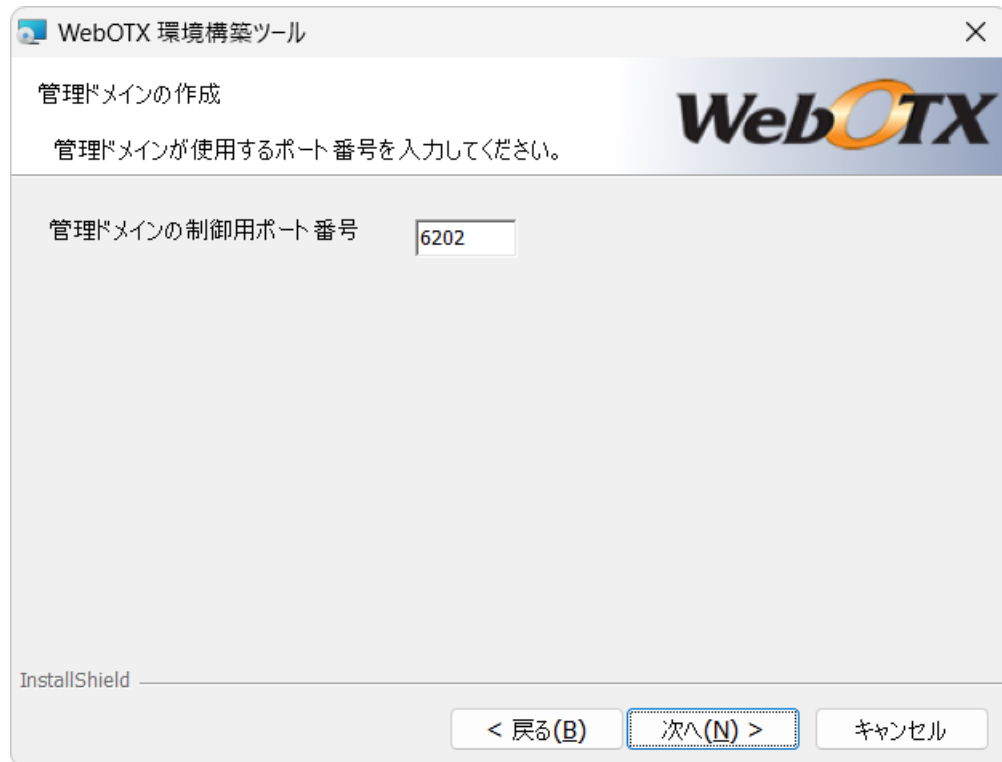 WebOTX 環境構築ツール
管理ドメインの作成
WebOTX
管理ドメインが使用するポート番号を入力してください。
管理ドメインの制御用ポート番号
6202
InstallShield
< 戻る(B)
次へ(N) >
キャンセル